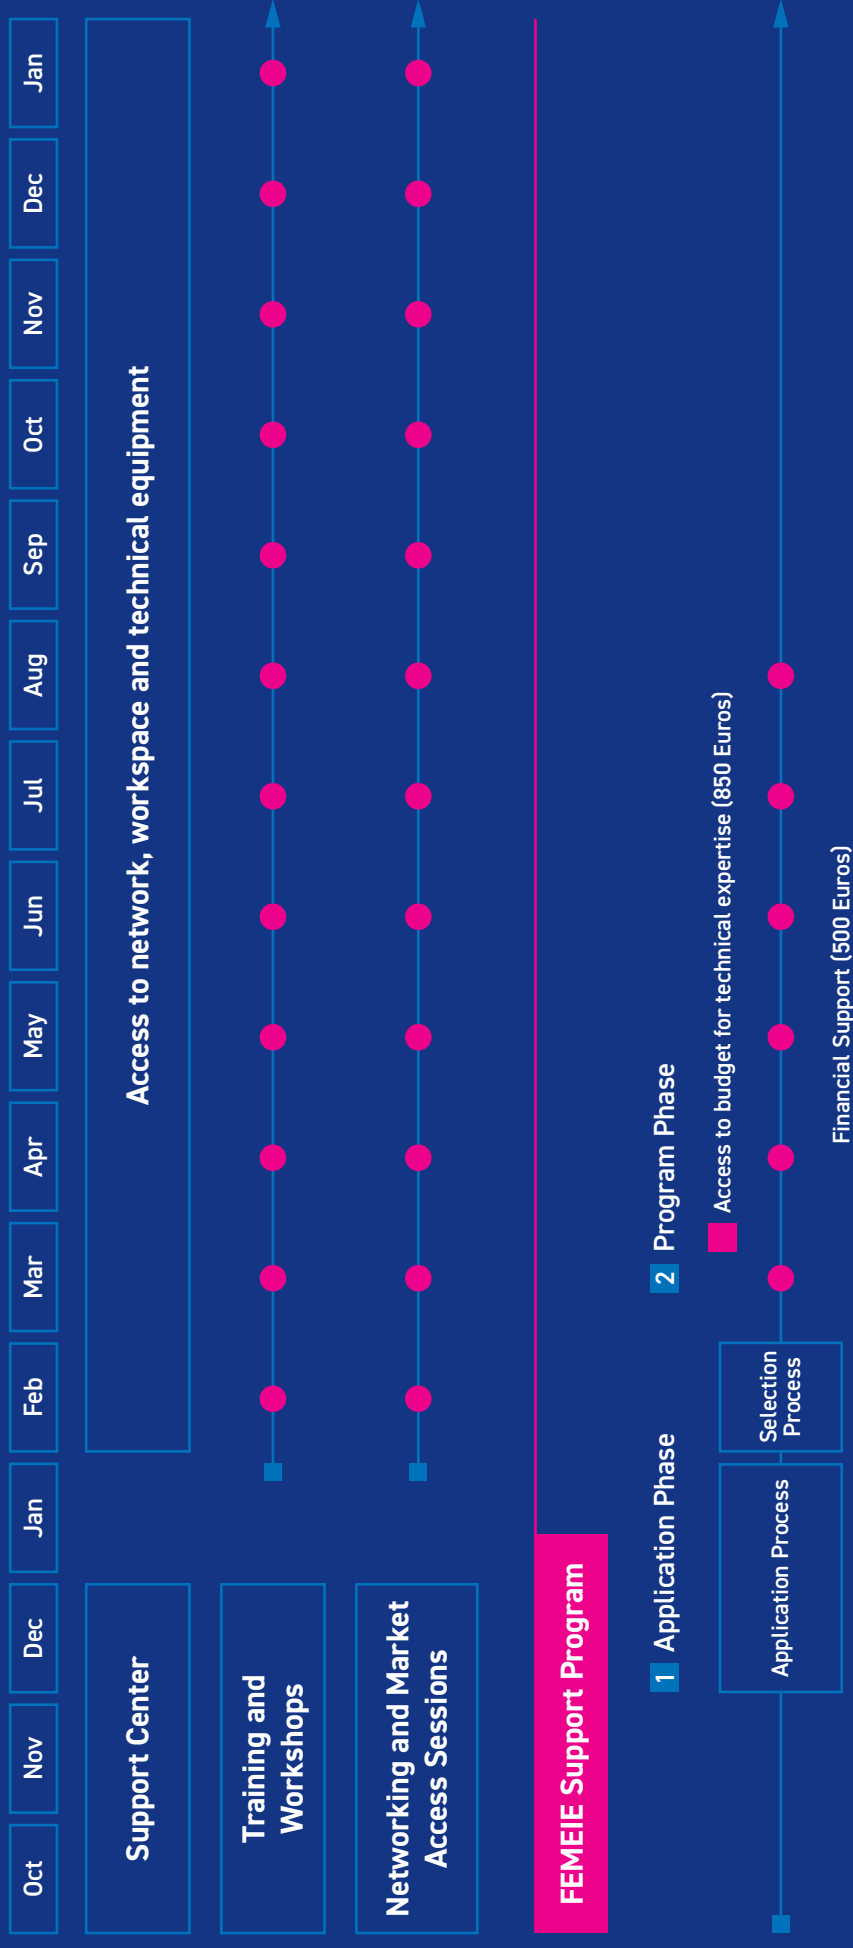 Oct
Nov
Dec
Jan
Feb
Mar
Apr
May
Jun
Jul
Aug
Sep
Oct
Nov
Dec
Jan
Support Center
Access to network, workspace and technical equipment
Training and
Workshops
Networking and Market
Access Sessions
FEMEIE Support Program
1 Application Phase
2 Program Phase
Access to budget for technical expertise (850 Euros)
Application Process
Selection
Process
Financial Support (500 Euros)